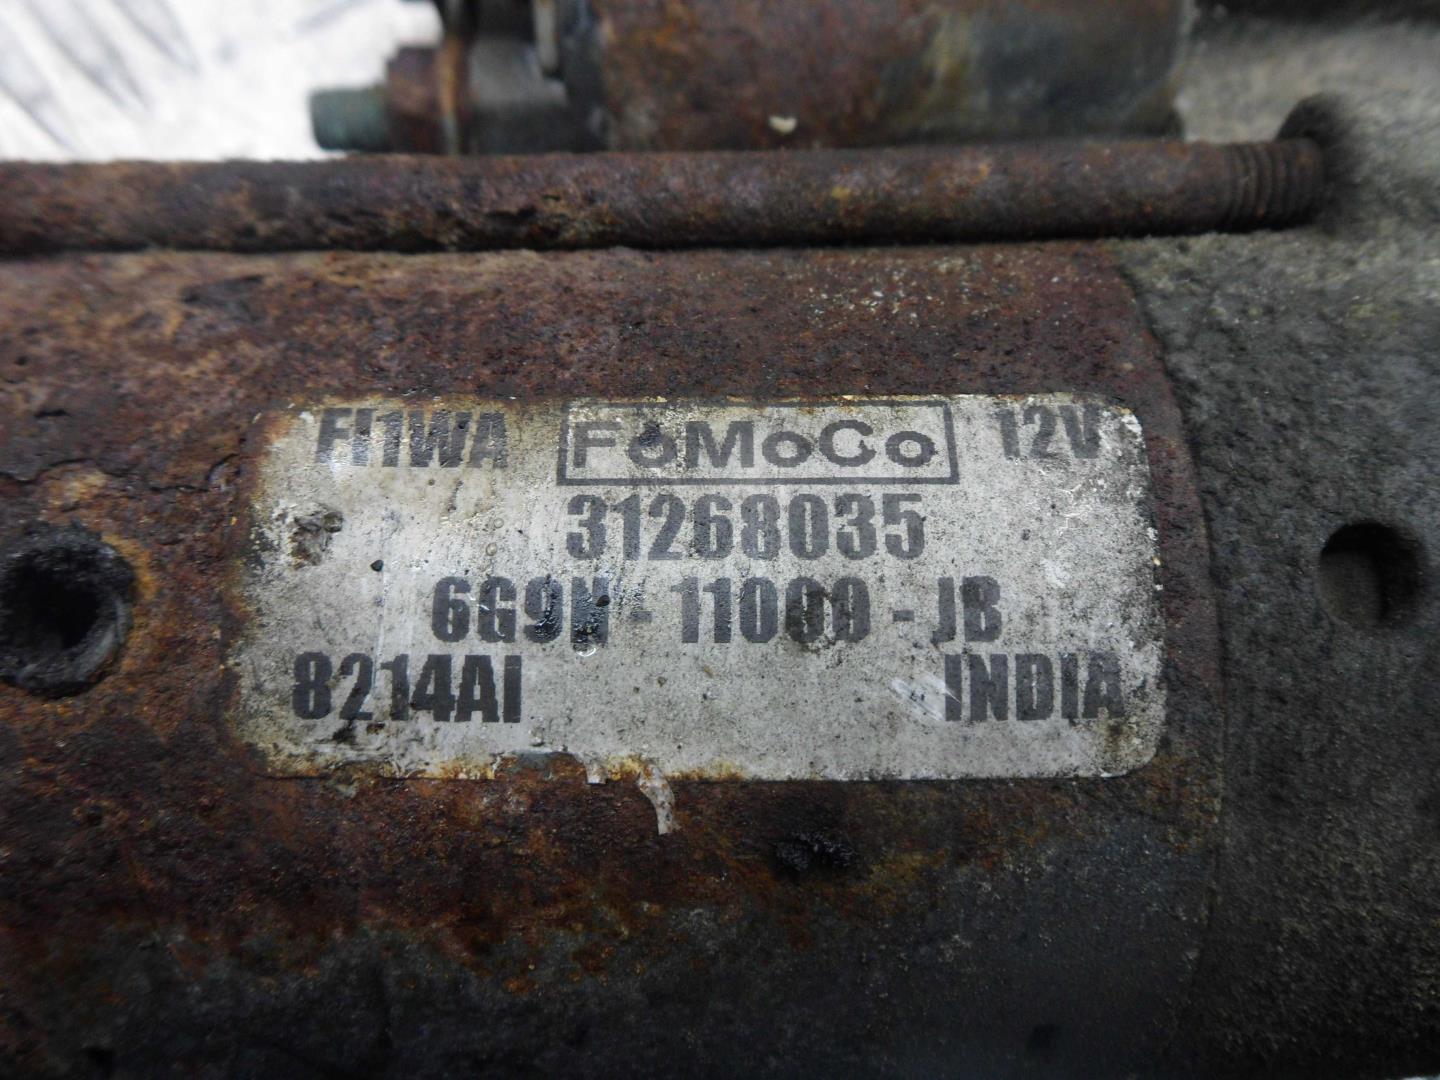 FI1WA FoMoCo 12V
31268035
6G9N - 11000 - JB
8214AI INDIA